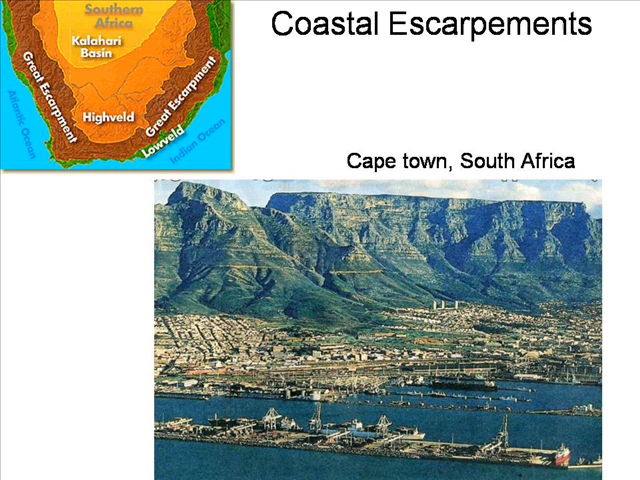 Coastal Escarpements
Southern
Africa
Kalahari
Basin
Great Escarpment
Great Escarpment
Highveld
Lowveld
Atlantic Ocean
Indian Ocean
Cape town, South Africa